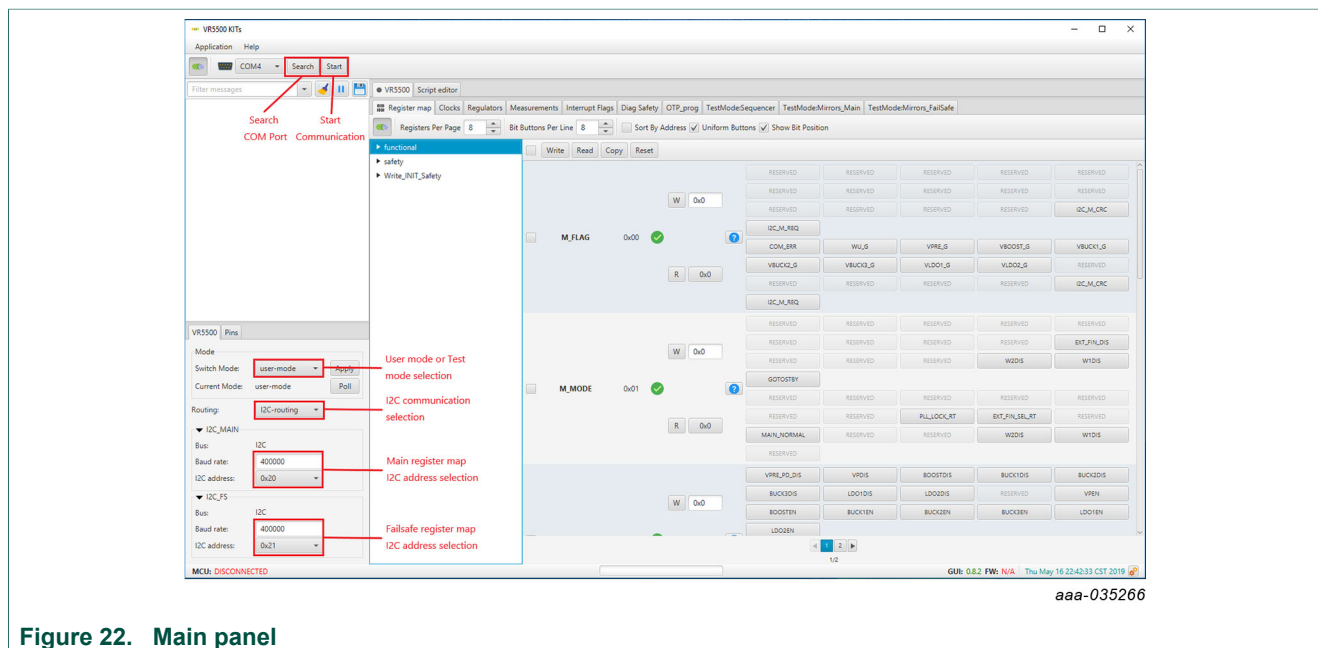 VR5500 KITs
Application Help
COM4 Search Start
Filter messages
Search
COM Port
Start
Communication
VR5500 Script editor
Register map Clocks Regulators Measurements Interrupt Flags Diag Safety OTP_prog TestMode:Sequencer TestMode:Mirrors_Main TestMode:Mirrors_FailSafe
Registers Per Page 8 Bit Buttons Per Line 8 Sort By Address Uniform Buttons Show Bit Position
functional
safety
Write_INIT_Safety
Write Read Copy Reset
RESERVED RESERVED RESERVED RESERVED RESERVED
RESERVED RESERVED RESERVED RESERVED RESERVED
W 0x0
RESERVED RESERVED RESERVED RESERVED I2C_M_CRC
I2C_M_REQ
M_FLAG 0x00 ?
COM_ERR WU_G VPRE_G VBOOST_G VBUCK1_G
VBUCK2_G VBUCK3_G VLDO1_G VLDO2_G RESERVED
R 0x0
RESERVED RESERVED RESERVED RESERVED I2C_M_CRC
I2C_M_REQ
RESERVED RESERVED RESERVED RESERVED RESERVED
RESERVED RESERVED RESERVED RESERVED EXT_FIN_DIS
W 0x0
RESERVED RESERVED RESERVED W2DIS W1DIS
GOTOSTBY
M_MODE 0x01 ?
RESERVED RESERVED RESERVED RESERVED RESERVED
RESERVED RESERVED PLL_LOCK_RT EXT_FIN_SEL_RT RESERVED
R 0x0
MAIN_NORMAL RESERVED RESERVED W2DIS W1DIS
RESERVED
VPRE_PD_DIS VPDIS BOOSTDIS BUCK1DIS BUCK2DIS
BUCK3DIS LDO1DIS LDO2DIS RESERVED VPEN
W 0x0
BOOSTEN BUCK1EN BUCK2EN BUCK3EN LDO1EN
LDO2EN
1 2
1/2
VR5500 Pins
Mode
Switch Mode: user-mode Apply
Current Mode: user-mode Poll
Routing: I2C-routing
I2C_MAIN
Bus: I2C
Baud rate: 400000
I2C address: 0x20
I2C_FS
Bus: I2C
Baud rate: 400000
I2C address: 0x21
User mode or Test
mode selection
I2C communication
selection
Main register map
I2C address selection
Failsafe register map
I2C address selection
MCU: DISCONNECTED
GUI: 0.8.2 FW: N/A Thu May 16 22:42:33 CST 2019
aaa-035266
Figure 22. Main panel